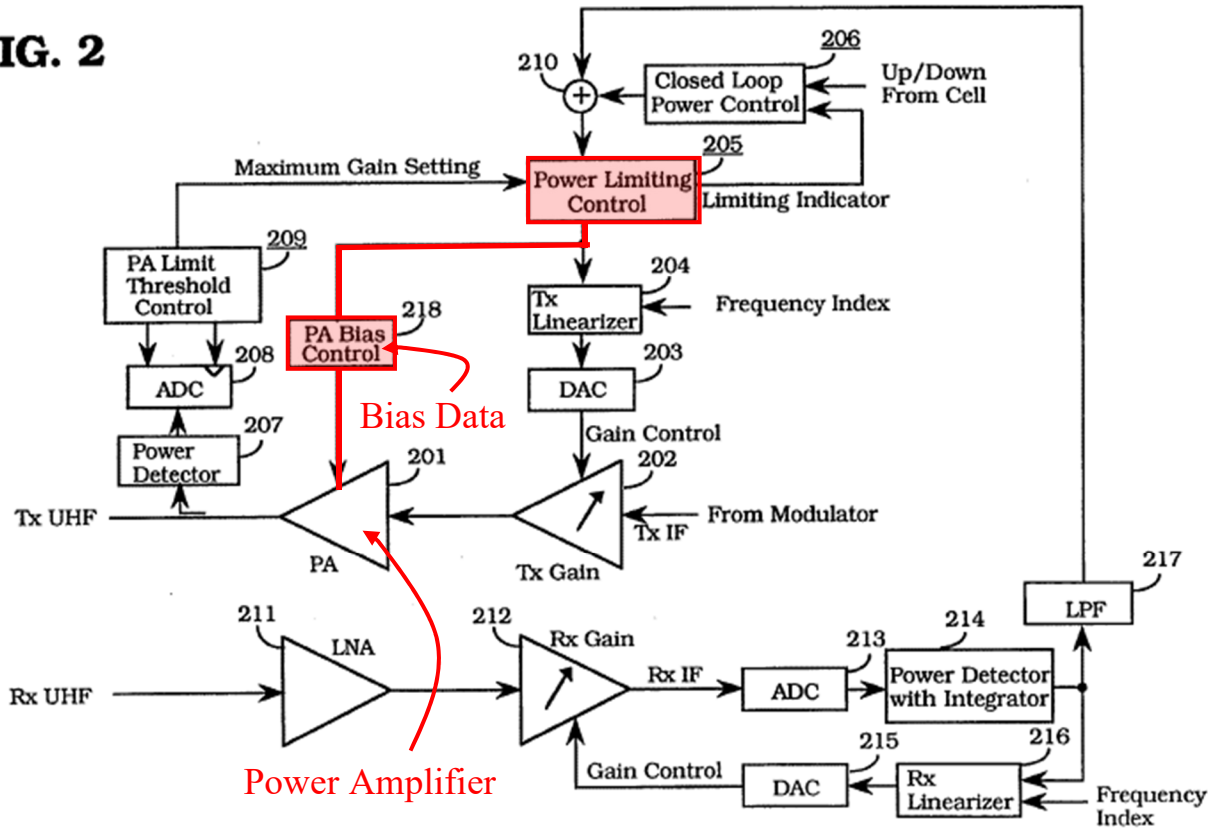 IG. 2
210
206
Closed Loop
Power Control
Up/Down
From Cell
205
Maximum Gain Setting
Power Limiting
Control
Limiting Indicator
209
PA Limit
Threshold
Control
204
Tx
Linearizer
Frequency Index
218
PA Bias
Control
208
ADC
203
DAC
Bias Data
207
Power
Detector
Gain Control
201
202
Tx UHF
From Modulator
Tx IF
PA
Tx Gain
217
LPF
211
LNA
212
Rx Gain
214
213
Rx UHF
Rx IF
ADC
Power Detector
with Integrator
215
216
Gain Control
DAC
Rx
Linearizer
Power Amplifier
Frequency
Index